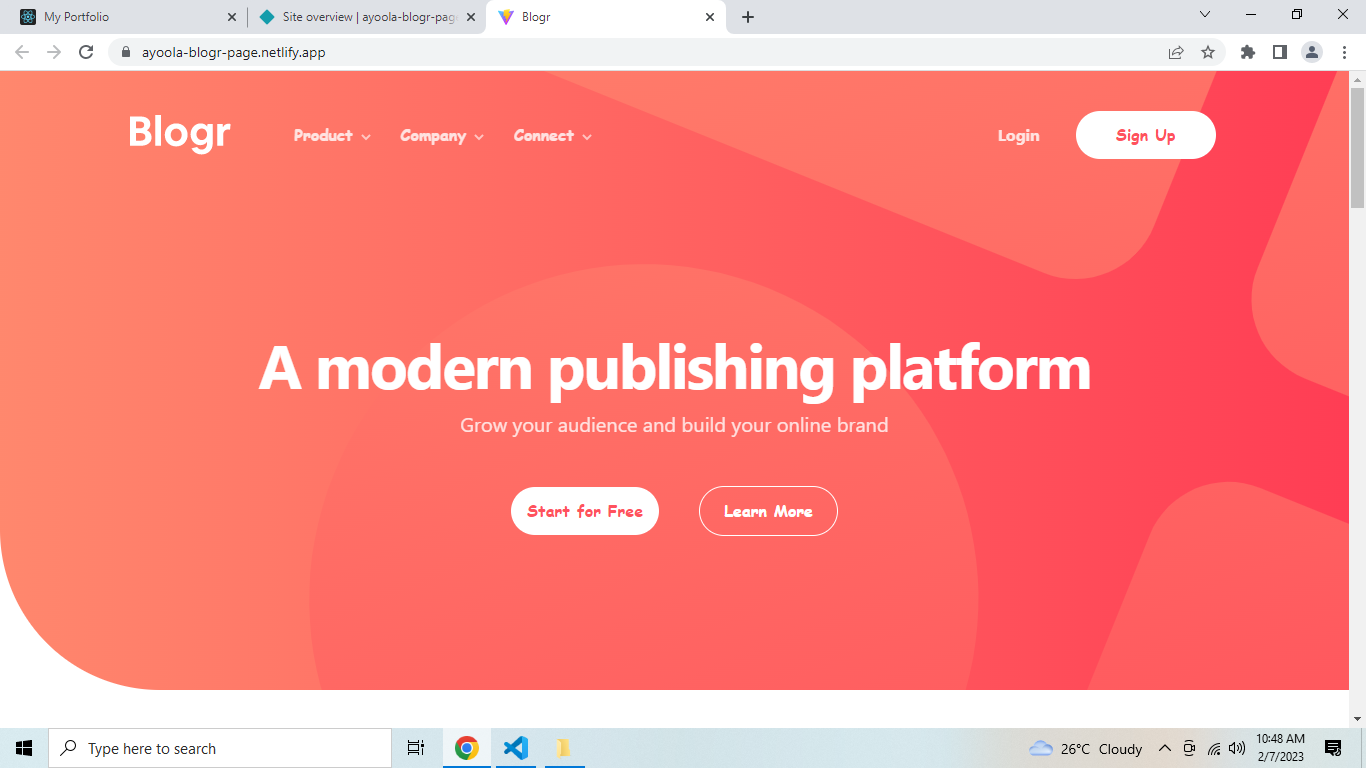 My Portfolio
Site overview | ayoola-blogr-page
Blogr
ayoola-blogr-page.netlify.app
Blogr Product Company Connect Login Sign Up
A modern publishing platform
Grow your audience and build your online brand
Start for Free Learn More
Type here to search
26°C Cloudy
10:48 AM
2/7/2023